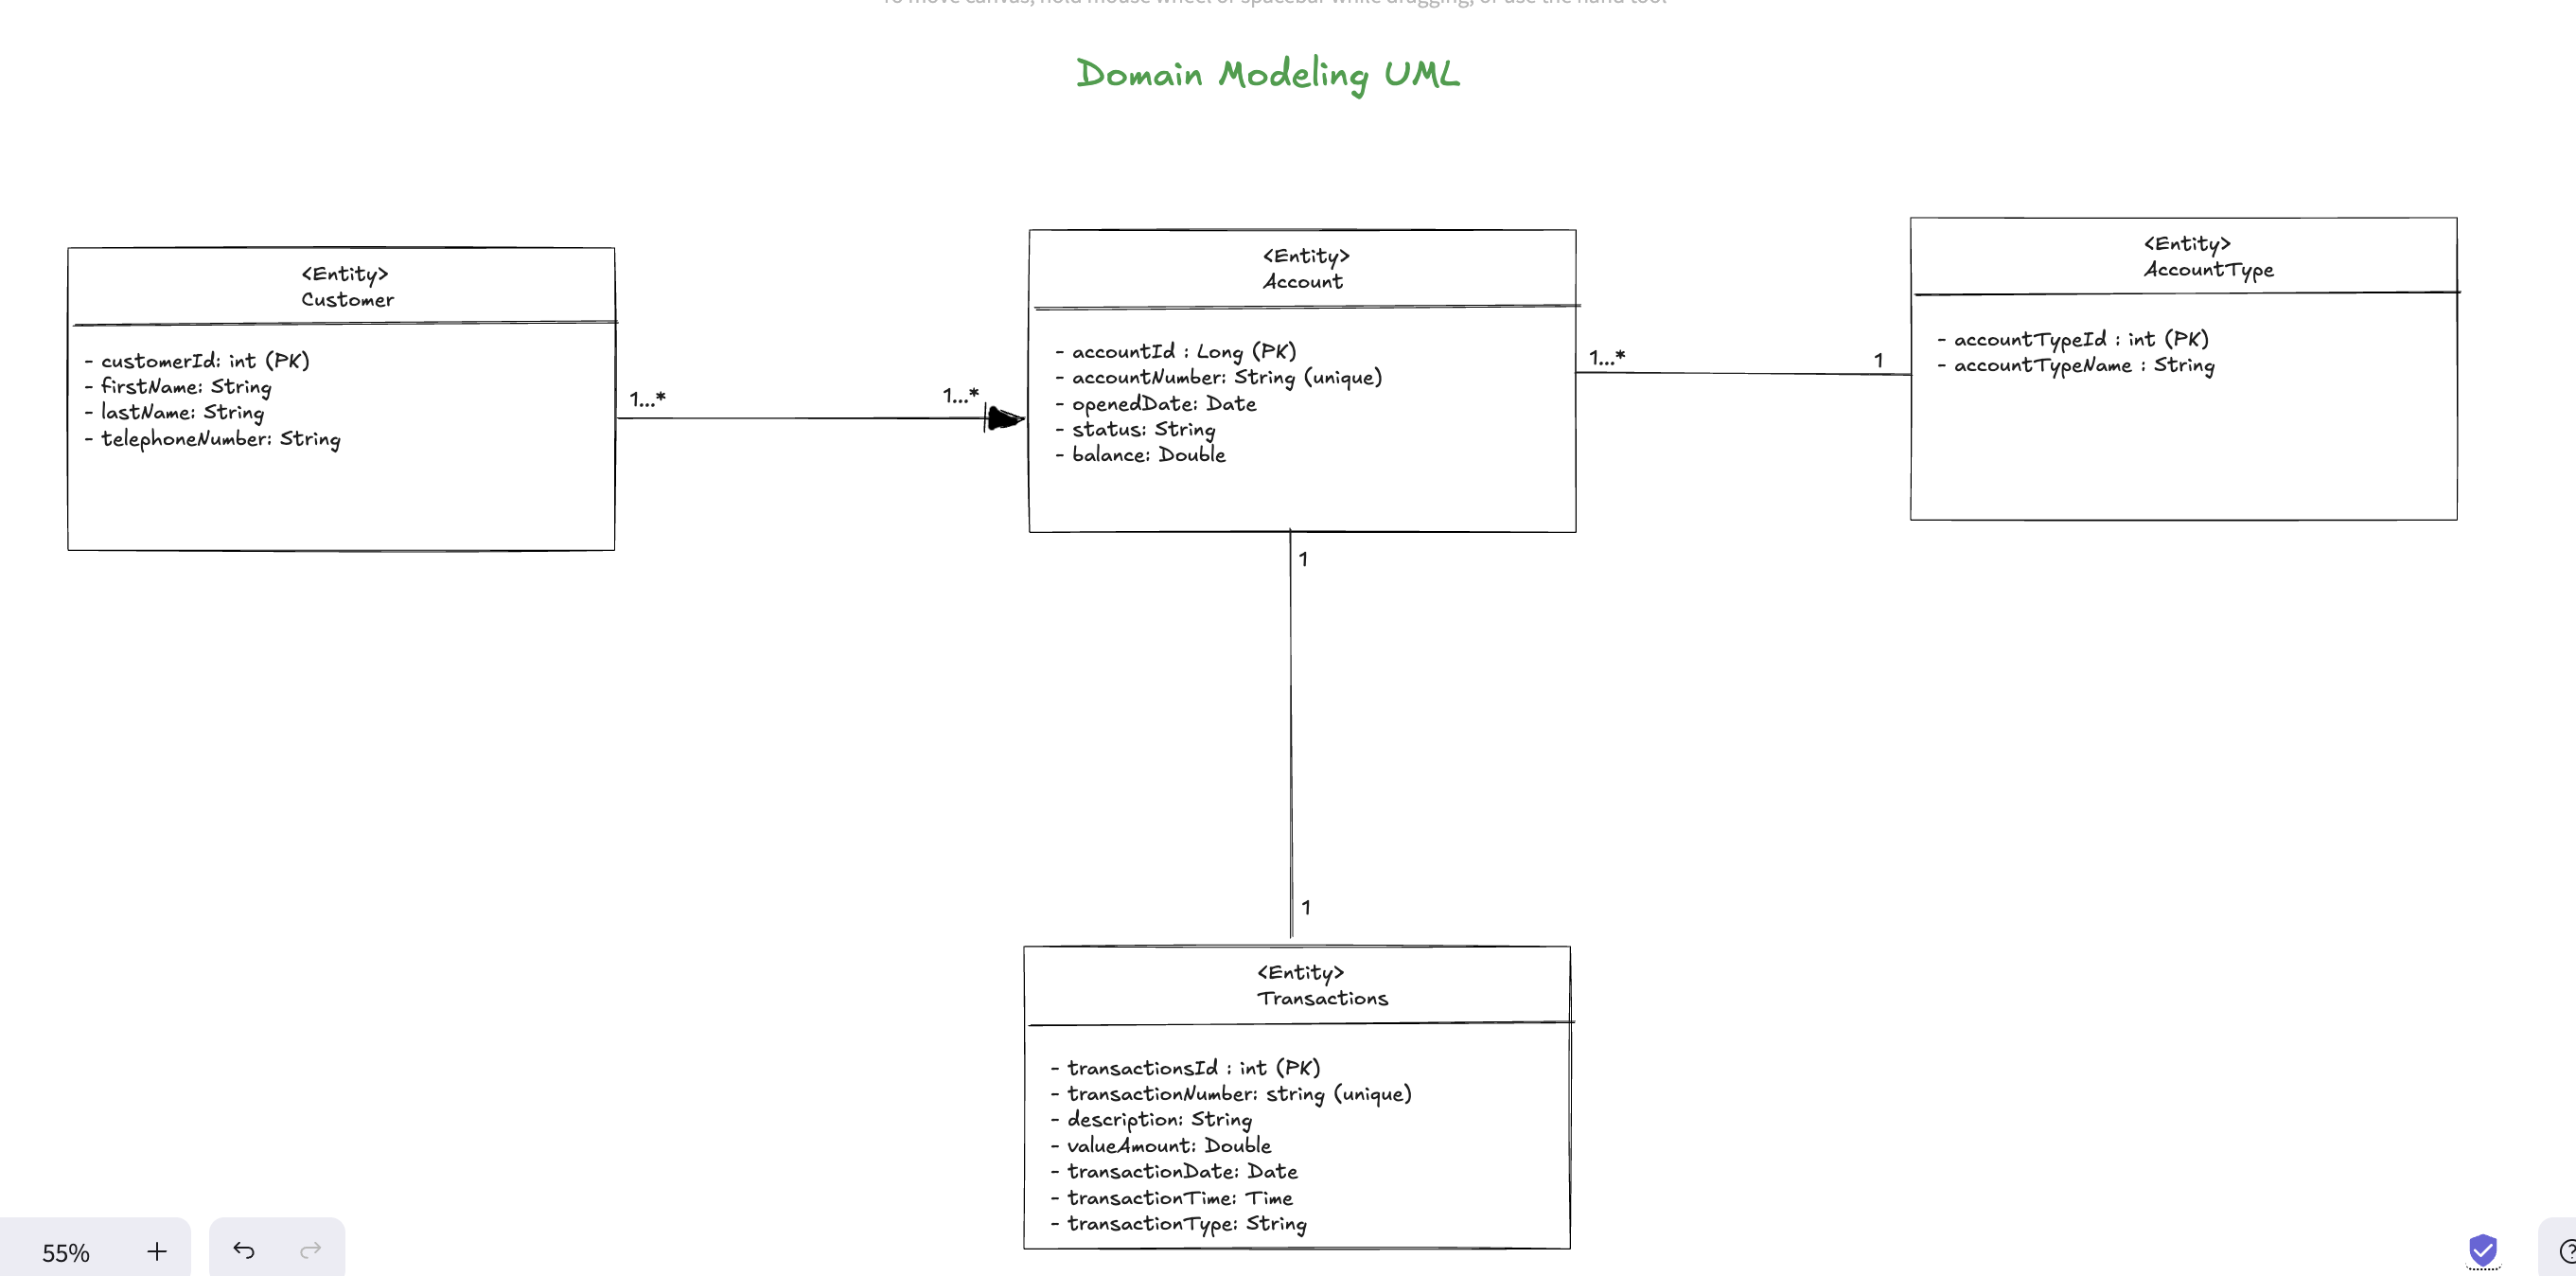 To move canvas, hold mouse wheel or spacebar while dragging, or use the hand tool
Domain Modeling UML
<Entity>
Customer
- customerId: int (PK)
- firstName: String
- lastName: String
- telephoneNumber: String
1...*
1...*
<Entity>
Account
- accountId : Long (PK)
- accountNumber: String (unique)
- openedDate: Date
- status: String
- balance: Double
1...*
1
<Entity>
AccountType
- accountTypeId : int (PK)
- accountTypeName : String
1
1
<Entity>
Transactions
- transactionsId : int (PK)
- transactionNumber: string (unique)
- description: String
- valueAmount: Double
- transactionDate: Date
- transactionTime: Time
- transactionType: String
55%